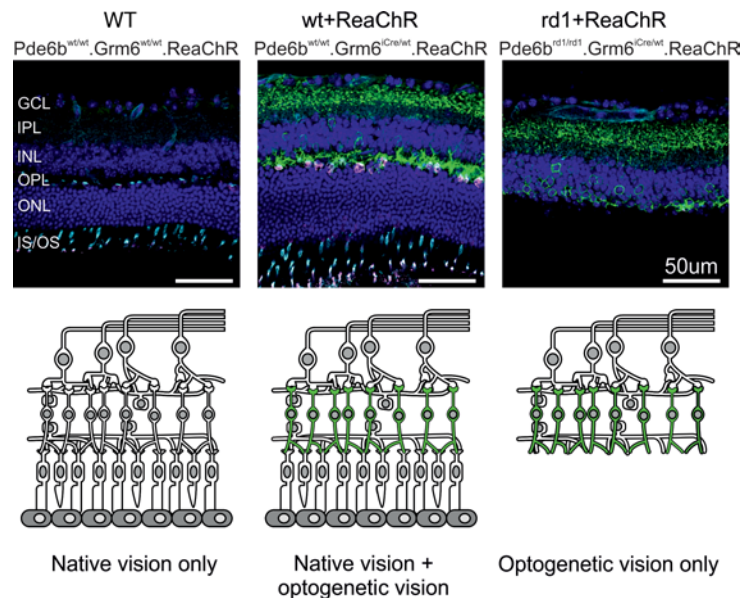 WT
wt+ReaChR
rd1+ReaChR
Pde6b^wt/wt.Grm6^wt/wt.ReaChR
Pde6b^wt/wt.Grm6^iCre/wt.ReaChR
Pde6b^rd1/rd1.Grm6^iCre/wt.ReaChR
GCL
IPL
INL
OPL
ONL
IS/OS
50um
Native vision only
Native vision +
optogenetic vision
Optogenetic vision only